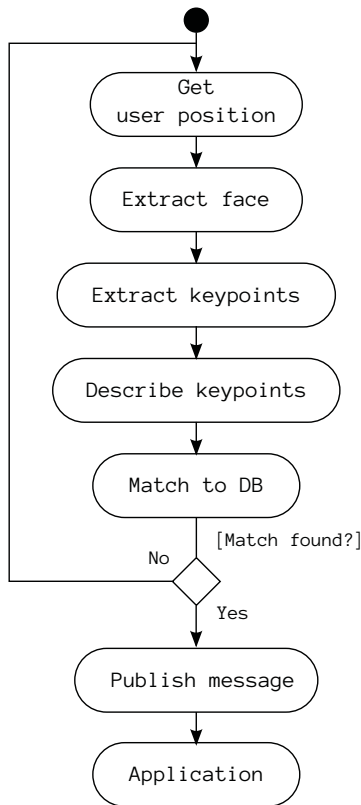 Get
user position
Extract face
Extract keypoints
Describe keypoints
Match to DB
[Match found?]
No
Yes
Publish message
Application